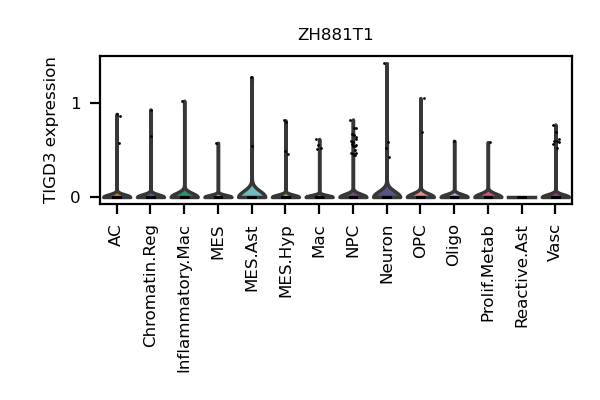 ZH881T1
TIGD3 expression
1
0
AC
Chromatin.Reg
Inflammatory.Mac
MES
MES.Ast
MES.Hyp
Mac
NPC
Neuron
OPC
Oligo
Prolif.Metab
Reactive.Ast
Vasc